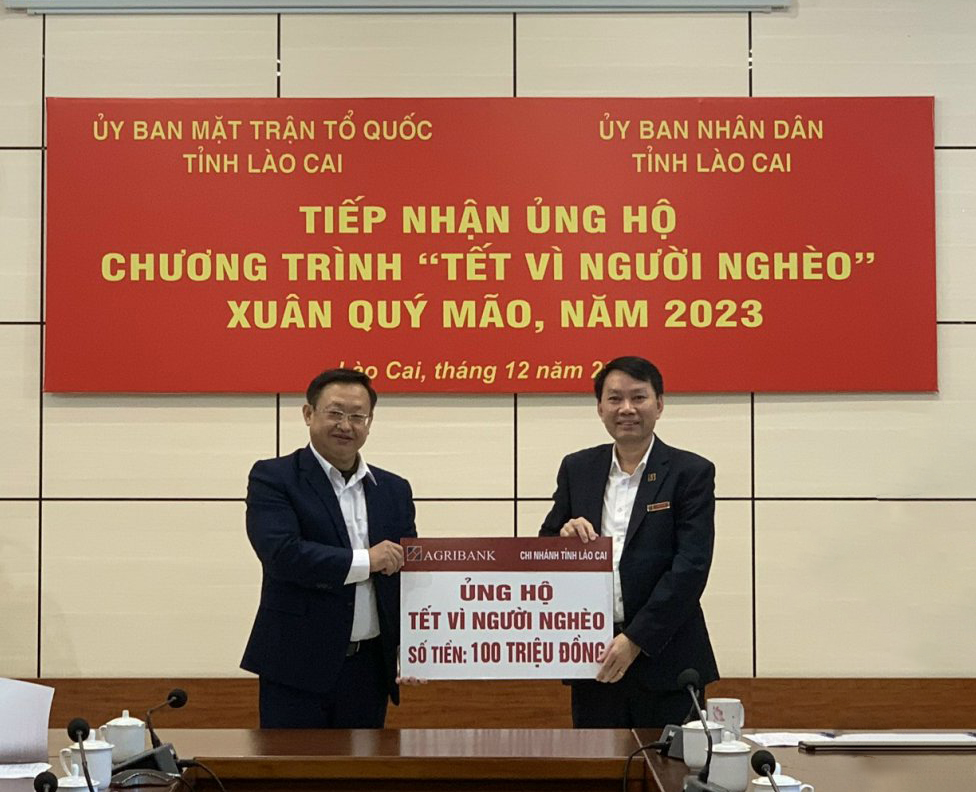 ỦY BAN MẶT TRẬN TỔ QUỐC
TỈNH LÀO CAI
ỦY BAN NHÂN DÂN
TỈNH LÀO CAI
TIẾP NHẬN ỦNG HỘ
CHƯƠNG TRÌNH “TẾT VÌ NGƯỜI NGHÈO”
XUÂN QUÝ MÃO, NĂM 2023
Lào Cai, tháng 12 năm
AGRIBANK
CHI NHÁNH TỈNH LÀO CAI
ỦNG HỘ
TẾT VÌ NGƯỜI NGHÈO
SỐ TIỀN: 100 TRIỆU ĐỒNG